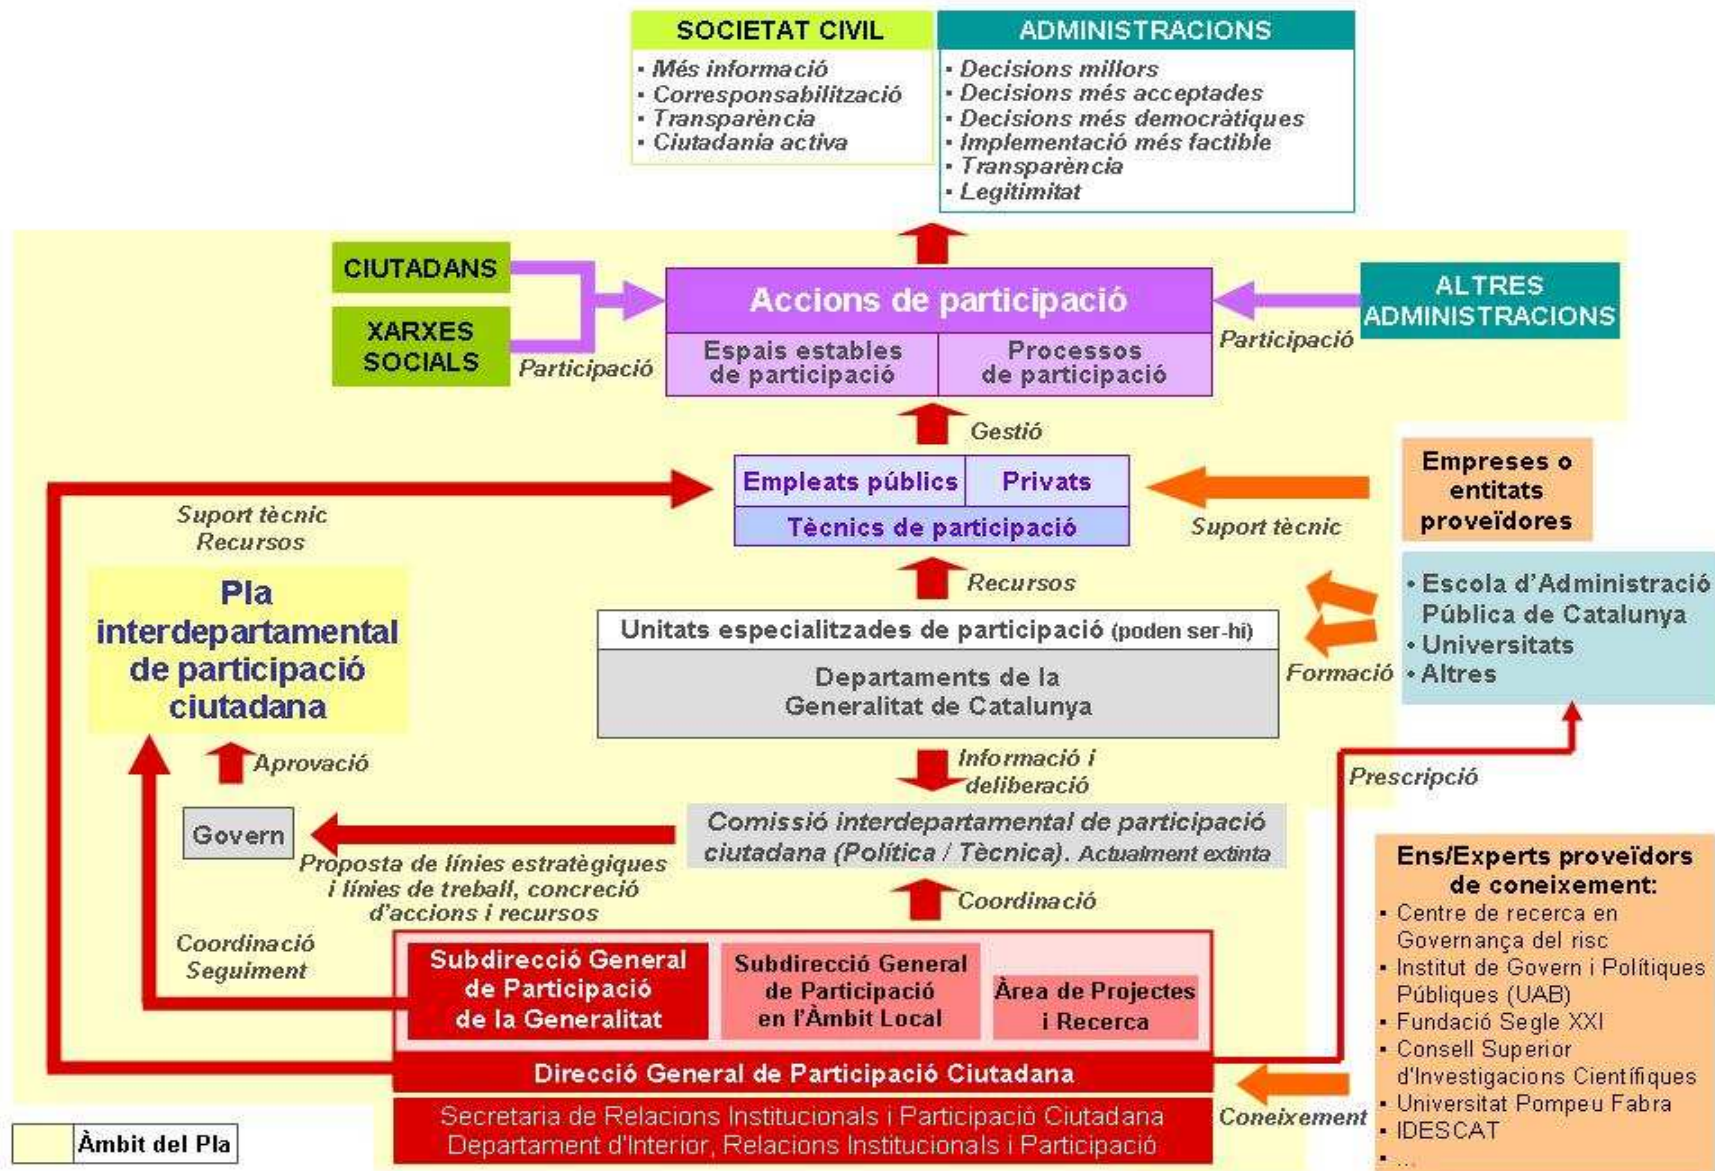 SOCIETAT CIVIL
▪ Més informació
▪ Corresponsabilització
▪ Transparència
▪ Ciutadania activa
ADMINISTRACIONS
▪ Decisions millors
▪ Decisions més acceptades
▪ Decisions més democràtiques
▪ Implementació més factible
▪ Transparència
▪ Legitimitat
CIUTADANS
XARXES
SOCIALS
Participació
Accions de participació
Espais estables
de participació
Processos
de participació
Participació
ALTRES
ADMINISTRACIONS
Gestió
Empleats públics
Privats
Tècnics de participació
Suport tècnic
Recursos
Suport tècnic
Empreses o
entitats
proveïdores
Recursos
Pla
interdepartamental
de participació
ciutadana
Unitats especialitzades de participació (poden ser-hi)
Departaments de la
Generalitat de Catalunya
Formació
• Escola d'Administració
Pública de Catalunya
• Universitats
• Altres
Aprovació
Informació i
deliberació
Prescripció
Govern
Comissió interdepartamental de participació
ciutadana (Política / Tècnica). Actualment extinta
Proposta de línies estratègiques
i línies de treball, concreció
d'accions i recursos
Coordinació
Coordinació
Seguiment
Subdirecció General
de Participació
de la Generalitat
Subdirecció General
de Participació
en l'Àmbit Local
Àrea de Projectes
i Recerca
Direcció General de Participació Ciutadana
Secretaria de Relacions Institucionals i Participació Ciutadana
Departament d'Interior, Relacions Institucionals i Participació
Coneixement
Ens/Experts proveïdors
de coneixement:
▪ Centre de recerca en
Governança del risc
▪ Institut de Govern i Polítiques
Públiques (UAB)
▪ Fundació Segle XXI
▪ Consell Superior
d'Investigacions Científiques
▪ Universitat Pompeu Fabra
▪ IDESCAT
▪ ...
Àmbit del Pla